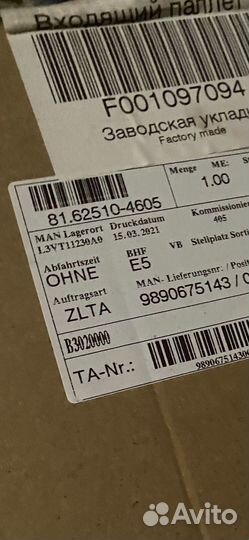 Входящий паллет
F001097094
Заводская уклад
Factory made
81.62510-4605
Menge ME:
1.00
MAN Lagerort Druckdatum
L3VT11230A0 15.03.2021
Kommissionie
405
Abfahrtszeit BHF VB Stellplatz Sorti
OHNE E5
Auftragsart MAN- Lieferungsnr. / Posit
ZLTA 9890675143 / 0
B3020000
TA-Nr.:
98906751430
Avito